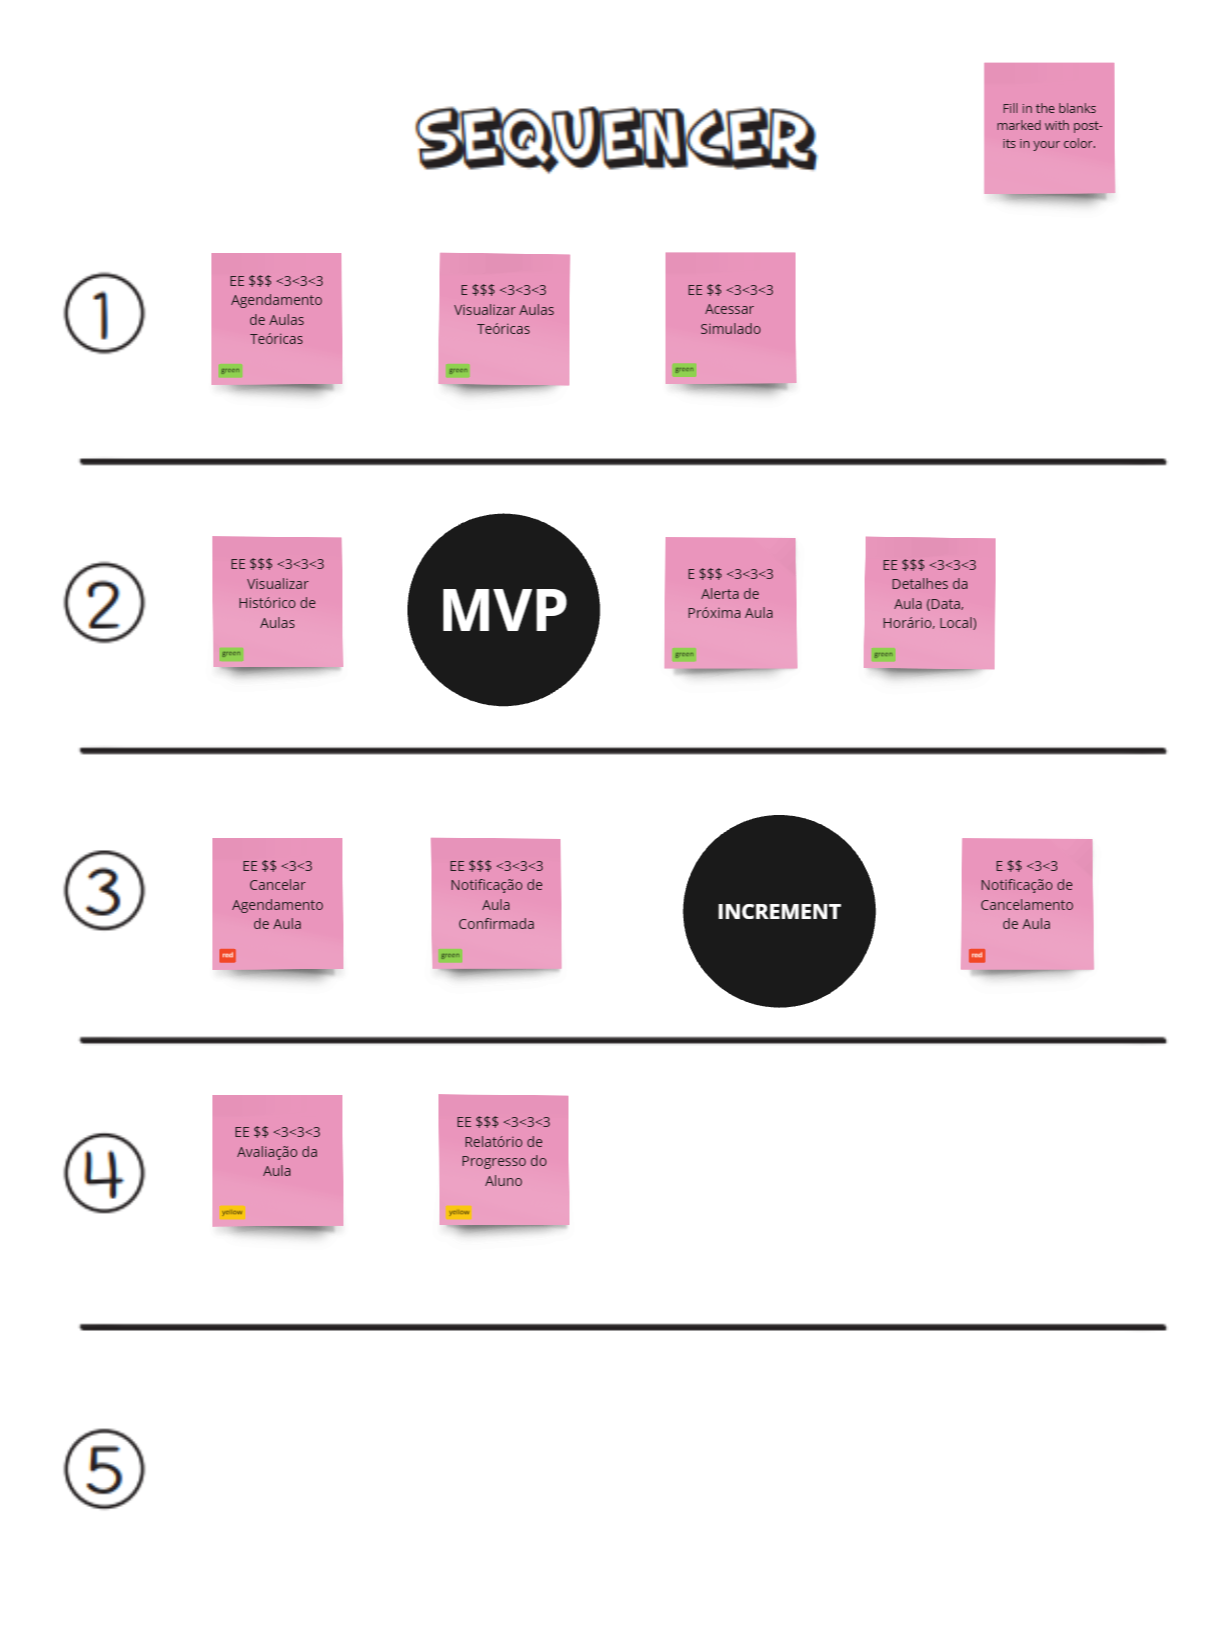 SEQUENCER
Fill in the blanks
marked with post-
its in your color.
1
EE $$$ <3<3<3
Agendamento
de Aulas
Teóricas
green
E $$$ <3<3<3
Visualizar Aulas
Teóricas
green
EE $$ <3<3<3
Acessar
Simulado
green
2
EE $$$ <3<3<3
Visualizar
Histórico de
Aulas
green
MVP
E $$$ <3<3<3
Alerta de
Próxima Aula
green
EE $$$ <3<3<3
Detalhes da
Aula (Data,
Horário, Local)
green
3
EE $$ <3<3
Cancelar
Agendamento
de Aula
red
EE $$$ <3<3<3
Notificação de
Aula
Confirmada
green
INCREMENT
E $$ <3<3
Notificação de
Cancelamento
de Aula
red
4
EE $$ <3<3<3
Avaliação da
Aula
yellow
EE $$$ <3<3<3
Relatório de
Progresso do
Aluno
yellow
5